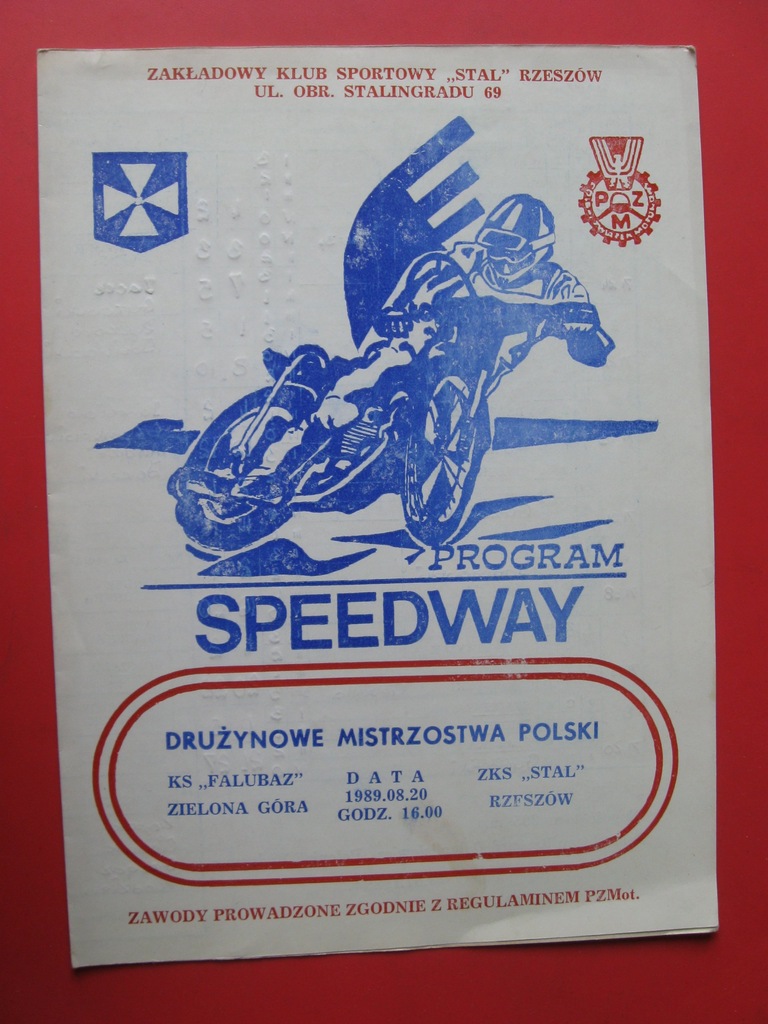 ZAKŁADOWY KLUB SPORTOWY „STAL” RZESZÓW
UL. OBR. STALINGRADU 69
P Z
M
PROGRAM
SPEEDWAY
DRUŻYNOWE MISTRZOSTWA POLSKI
KS „FALUBAZ” DATA ZKS „STAL”
ZIELONA GÓRA 1989.08.20 RZESZÓW
GODZ. 16.00
ZAWODY PROWADZONE ZGODNIE Z REGULAMINEM PZMot.